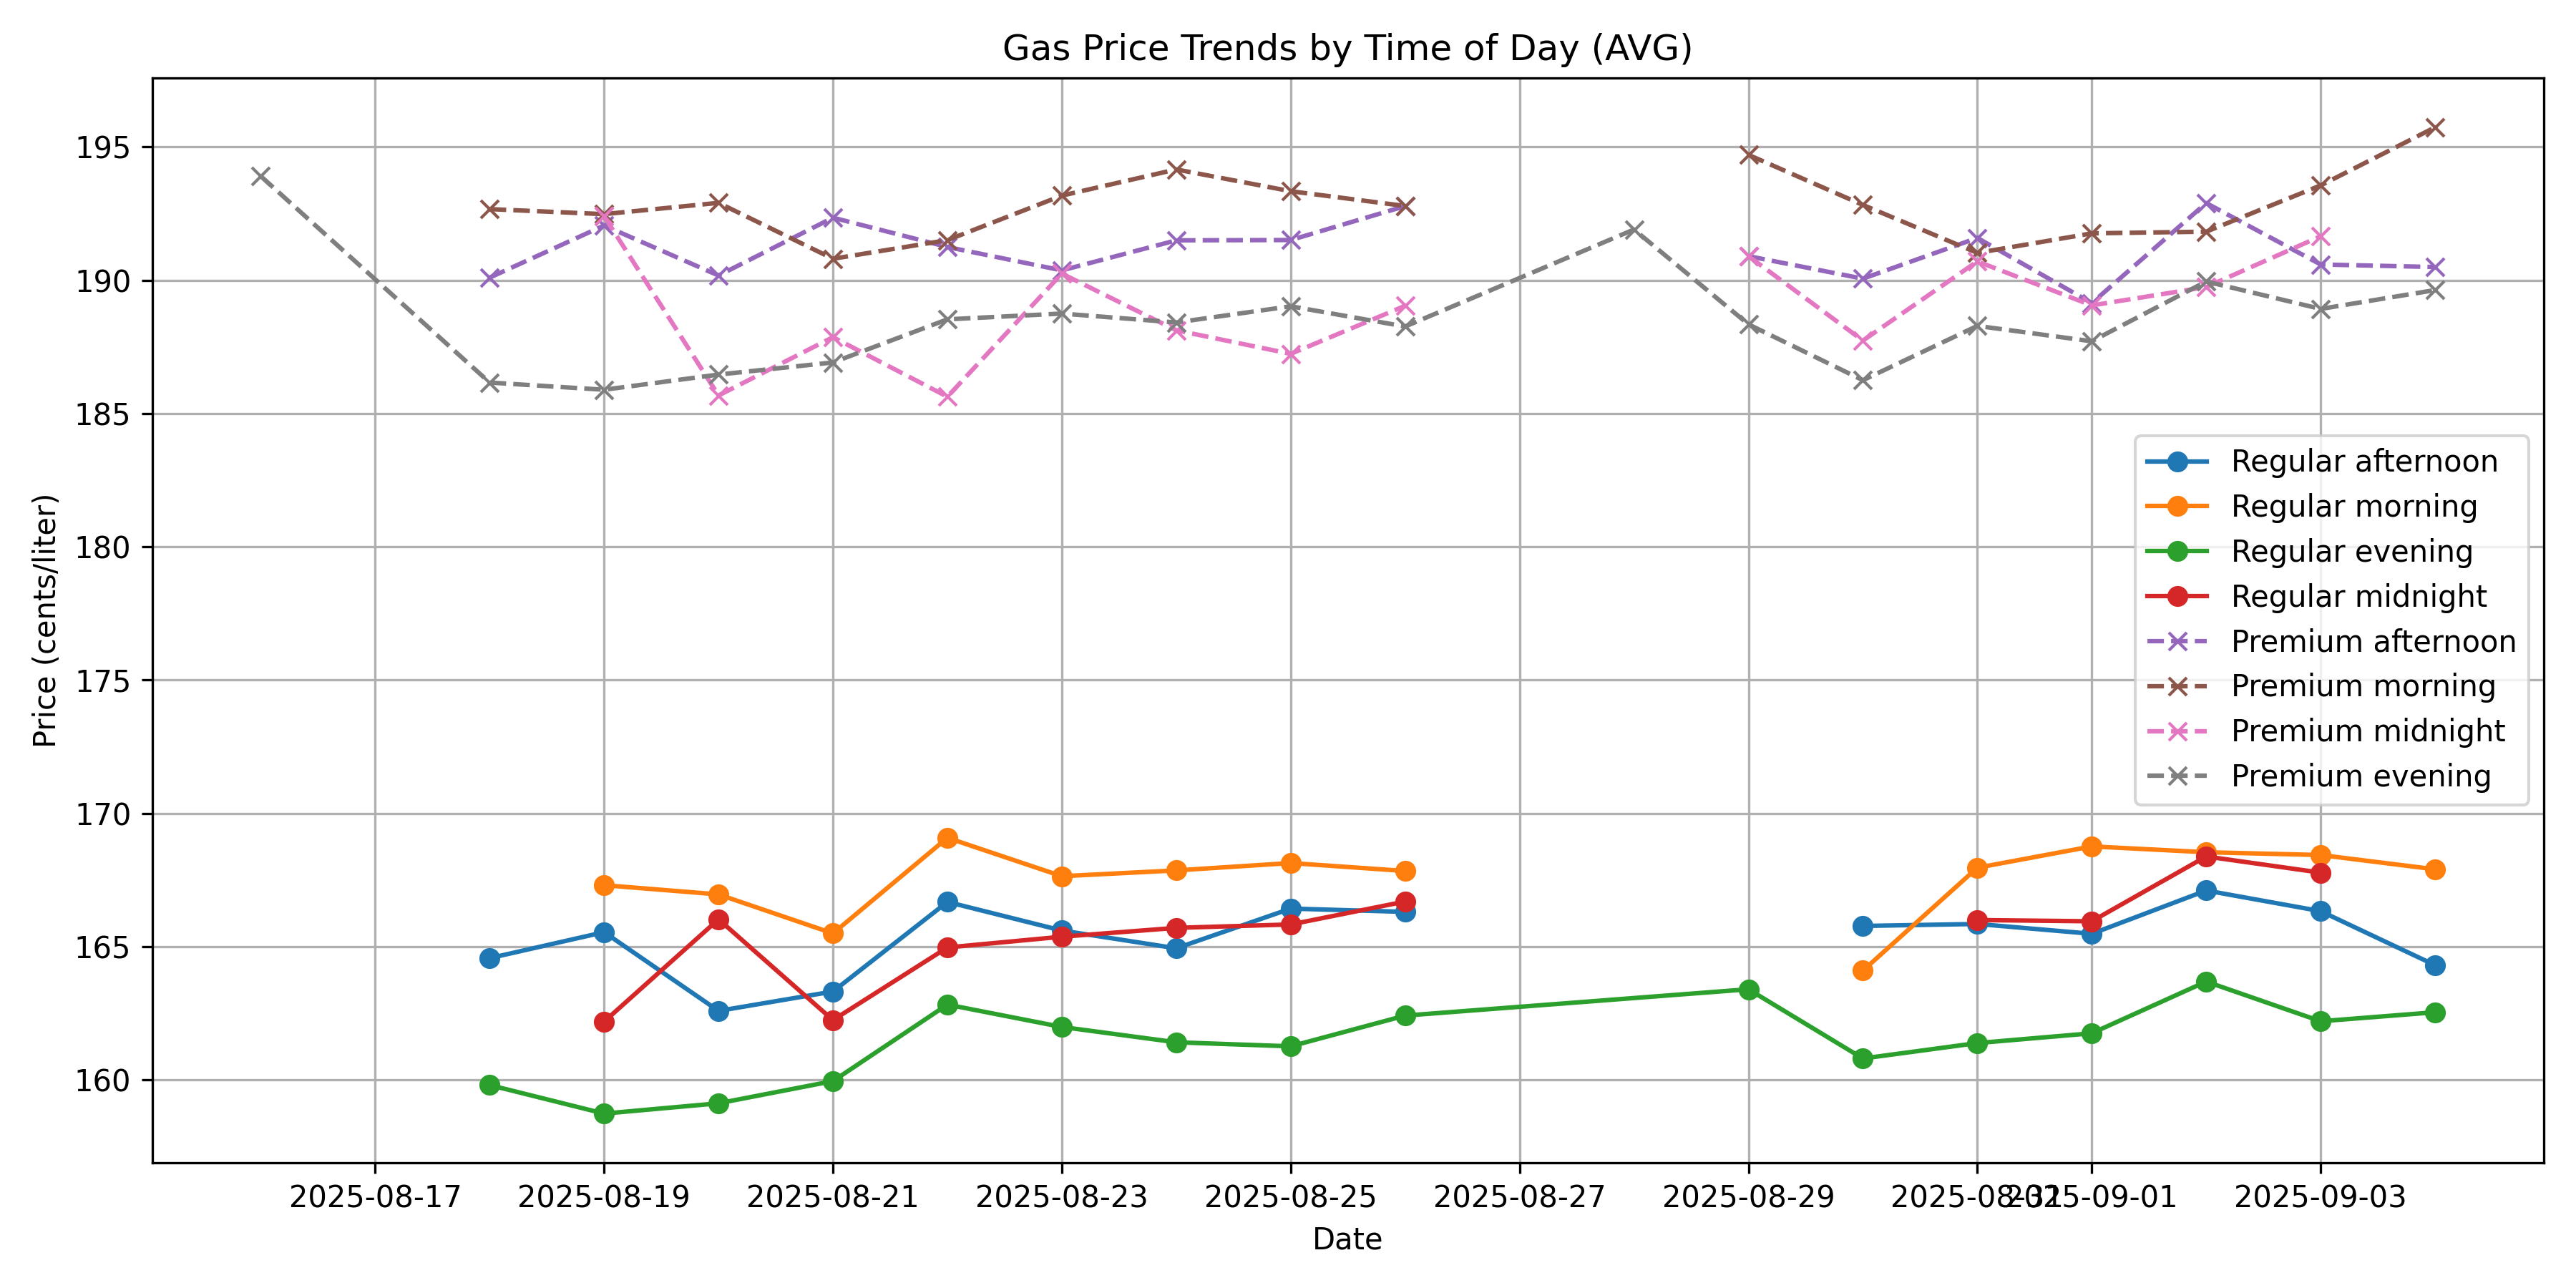 Gas Price Trends by Time of Day (AVG)
195
190
185
180
175
170
165
160
Price (cents/liter)
Regular afternoon
Regular morning
Regular evening
Regular midnight
Premium afternoon
Premium morning
Premium midnight
Premium evening
2025-08-17 2025-08-19 2025-08-21 2025-08-23 2025-08-25 2025-08-27 2025-08-29 2025-08-31 2025-09-01 2025-09-03
Date